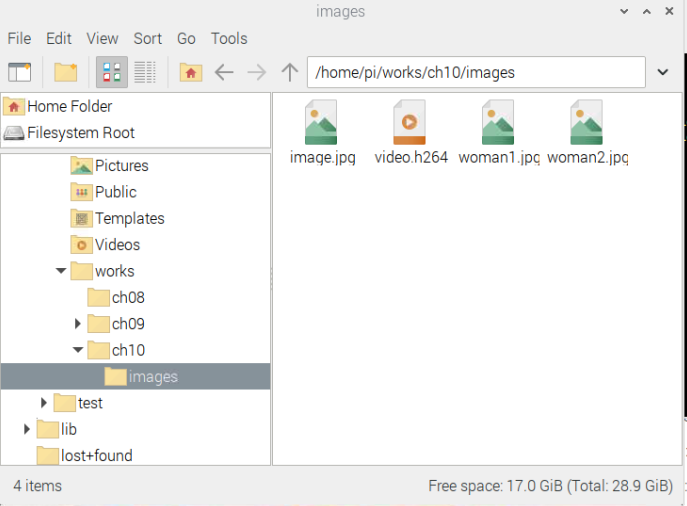 images
File Edit View Sort Go Tools
/home/pi/works/ch10/images
Home Folder
Filesystem Root
Pictures
Public
Templates
Videos
works
ch08
ch09
ch10
images
test
lib
lost+found
image.jpg video.h264 woman1.jpg woman2.jpg
4 items Free space: 17.0 GiB (Total: 28.9 GiB)